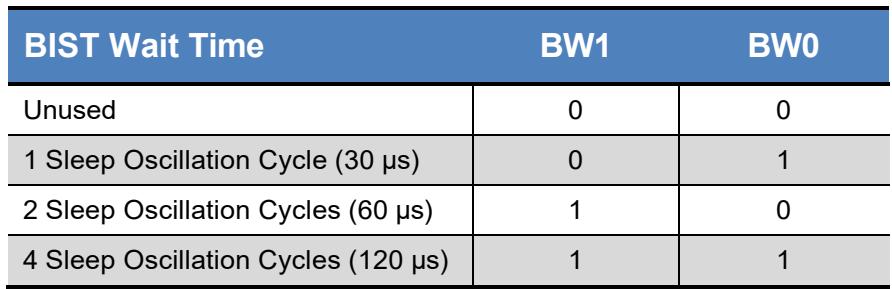 BIST Wait Time BW1 BW0
Unused 0 0
1 Sleep Oscillation Cycle (30 µs) 0 1
2 Sleep Oscillation Cycles (60 µs) 1 0
4 Sleep Oscillation Cycles (120 µs) 1 1